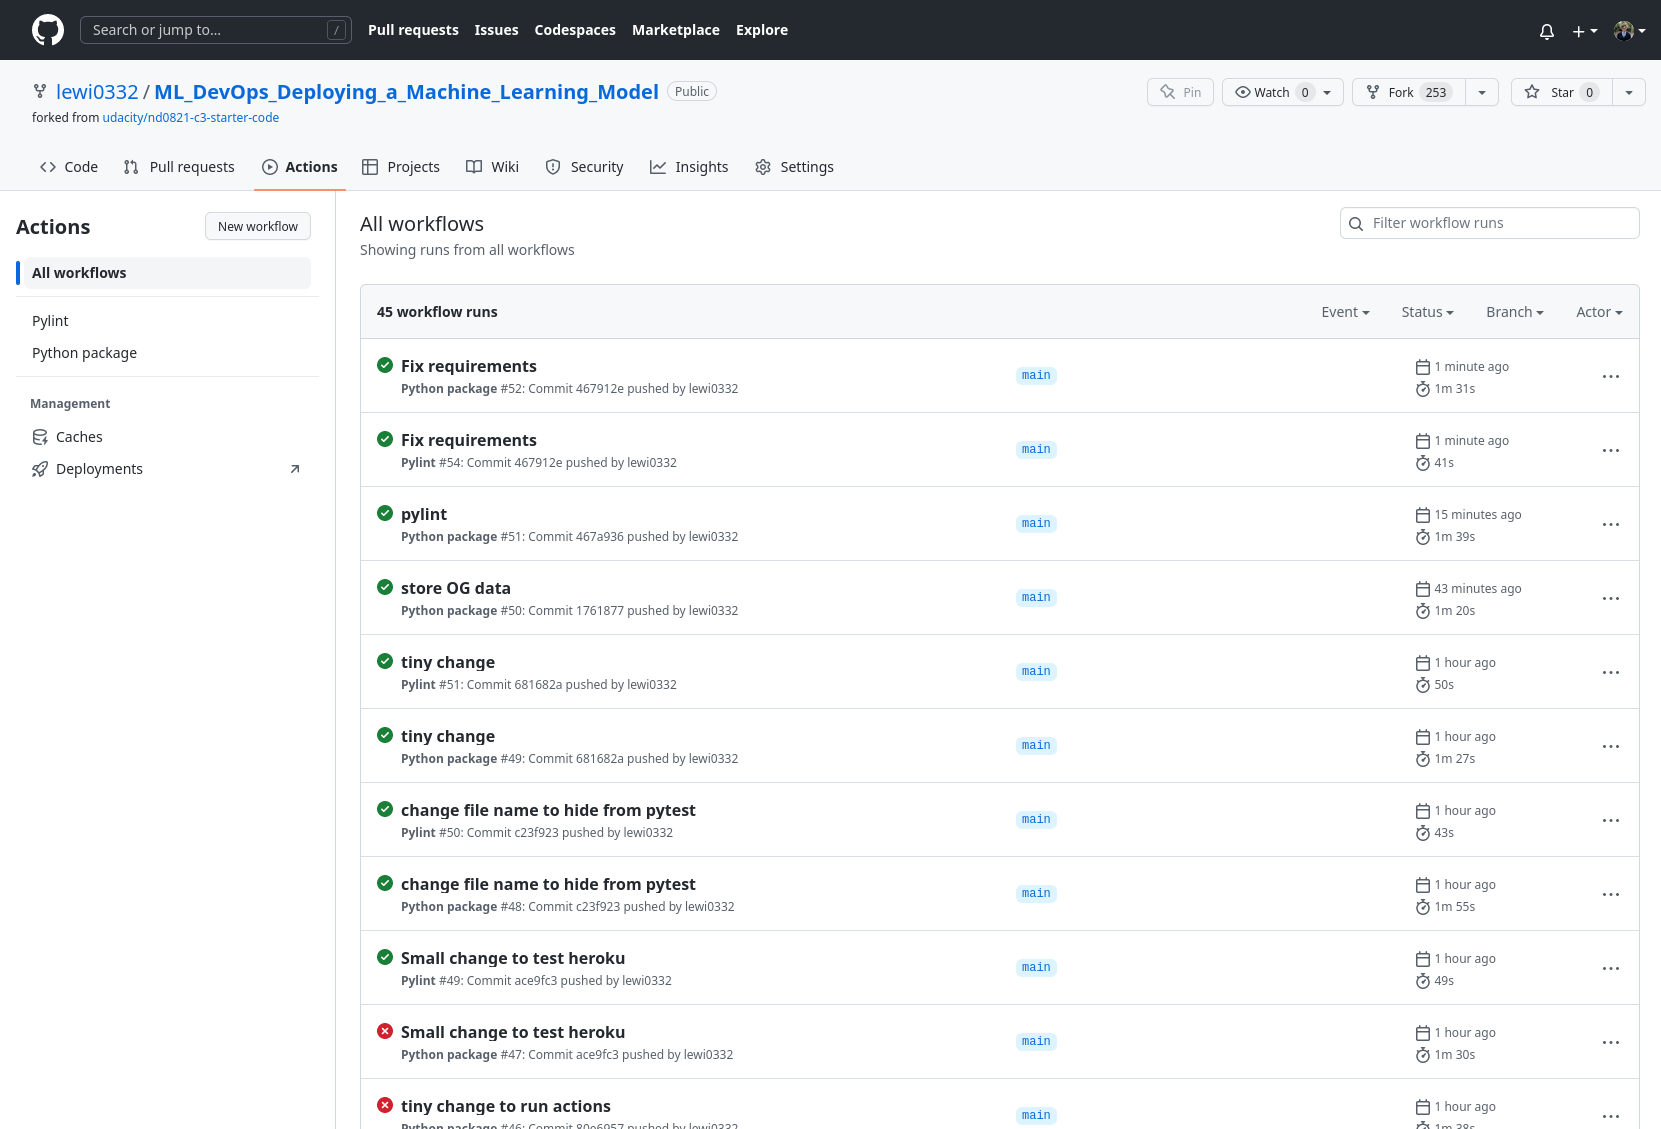 Search or jump to...
/
Pull requests
Issues
Codespaces
Marketplace
Explore
lewi0332 / ML_DevOps_Deploying_a_Machine_Learning_Model
Public
Pin
Watch 0
Fork 253
Star 0
forked from udacity/nd0821-c3-starter-code
Code
Pull requests
Actions
Projects
Wiki
Security
Insights
Settings
Actions
New workflow
All workflows
Pylint
Python package
Management
Caches
Deployments
All workflows
Showing runs from all workflows
Filter workflow runs
45 workflow runs
Event
Status
Branch
Actor
Fix requirements
Python package #52: Commit 467912e pushed by lewi0332
main
1 minute ago
1m 31s
Fix requirements
Pylint #54: Commit 467912e pushed by lewi0332
main
1 minute ago
41s
pylint
Python package #51: Commit 467a936 pushed by lewi0332
main
15 minutes ago
1m 39s
store OG data
Python package #50: Commit 1761877 pushed by lewi0332
main
43 minutes ago
1m 20s
tiny change
Pylint #51: Commit 681682a pushed by lewi0332
main
1 hour ago
50s
tiny change
Python package #49: Commit 681682a pushed by lewi0332
main
1 hour ago
1m 27s
change file name to hide from pytest
Pylint #50: Commit c23f923 pushed by lewi0332
main
1 hour ago
43s
change file name to hide from pytest
Python package #48: Commit c23f923 pushed by lewi0332
main
1 hour ago
1m 55s
Small change to test heroku
Pylint #49: Commit ace9fc3 pushed by lewi0332
main
1 hour ago
49s
Small change to test heroku
Python package #47: Commit ace9fc3 pushed by lewi0332
main
1 hour ago
1m 30s
tiny change to run actions
Python package #46: Commit 80e6957 pushed by lewi0332
main
1 hour ago
1m 38s